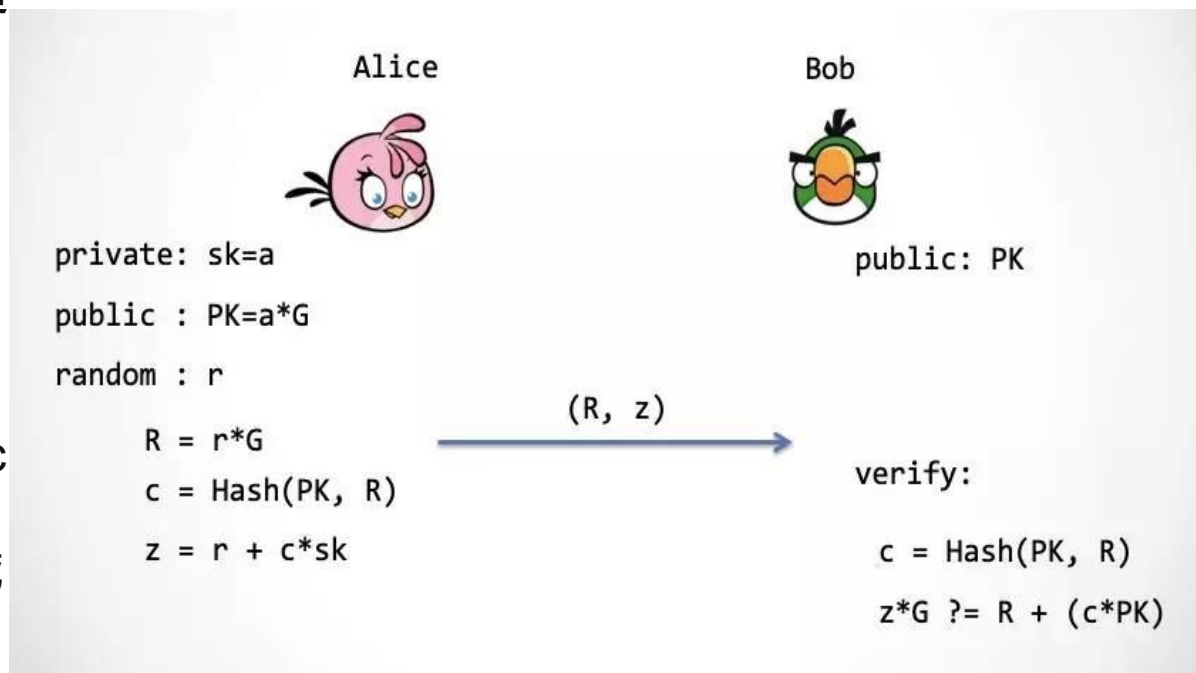 Alice
Bob
private: sk=a
public : PK=a*G
random : r
R = r*G
c = Hash(PK, R)
z = r + c*sk
(R, z)
public: PK
verify:
c = Hash(PK, R)
z*G ?= R + (c*PK)